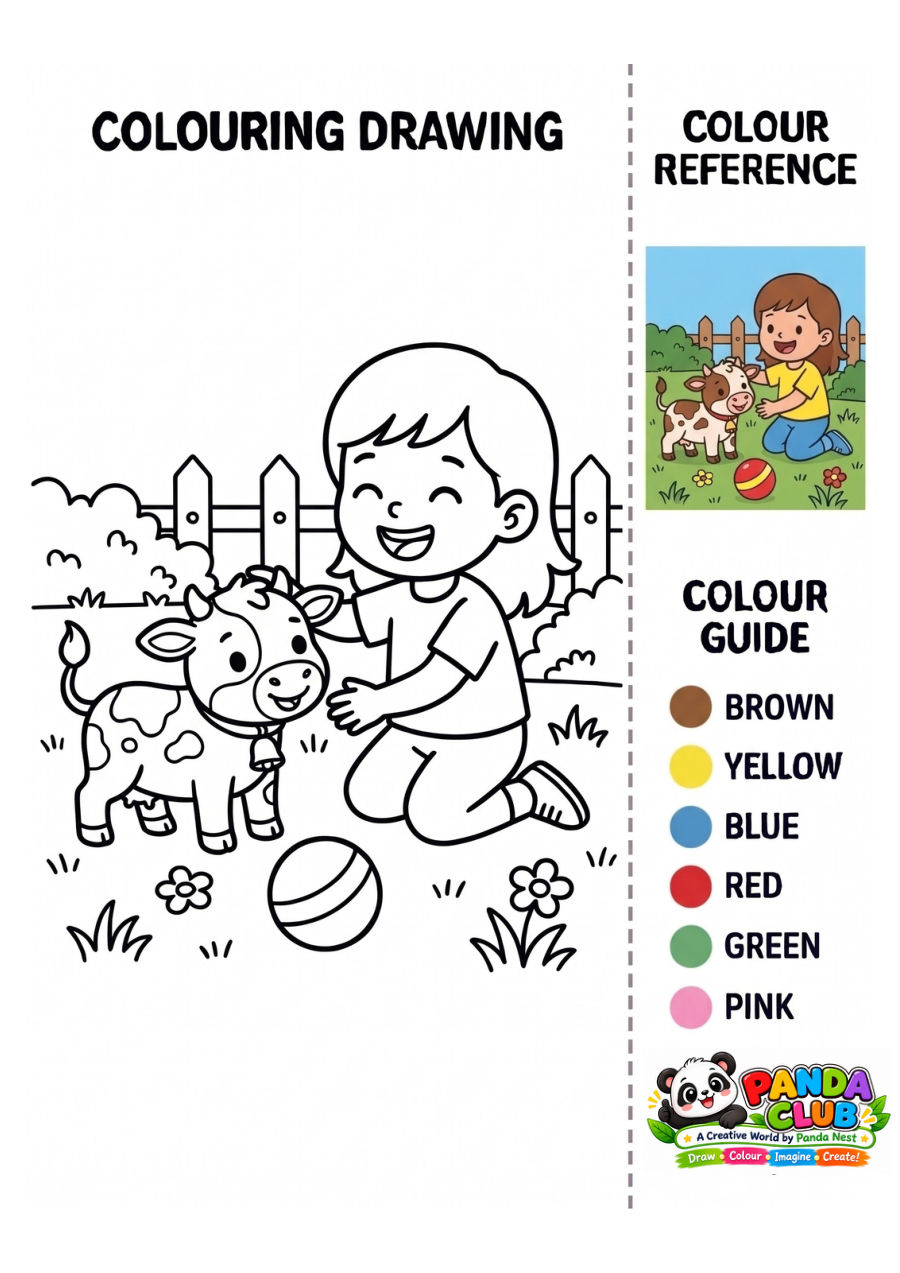 COLOURING DRAWING
COLOUR
REFERENCE
COLOUR
GUIDE
BROWN
YELLOW
BLUE
RED
GREEN
PINK
PANDA
CLUB
A Creative World by Panda Nest
Draw • Colour • Imagine • Create!